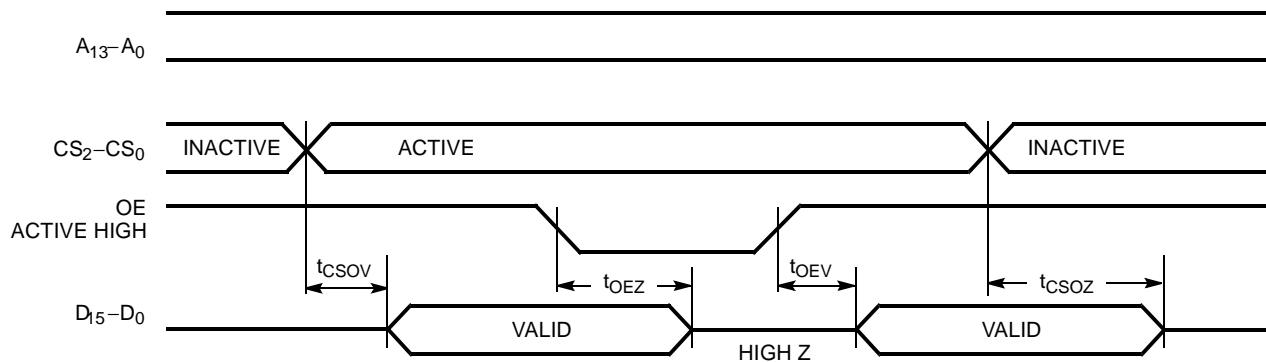 A13–A0
CS2–CS0 INACTIVE ACTIVE INACTIVE
OE
ACTIVE HIGH
tCSOV tOEZ tOEV tCSOZ
D15–D0 VALID VALID
HIGH Z